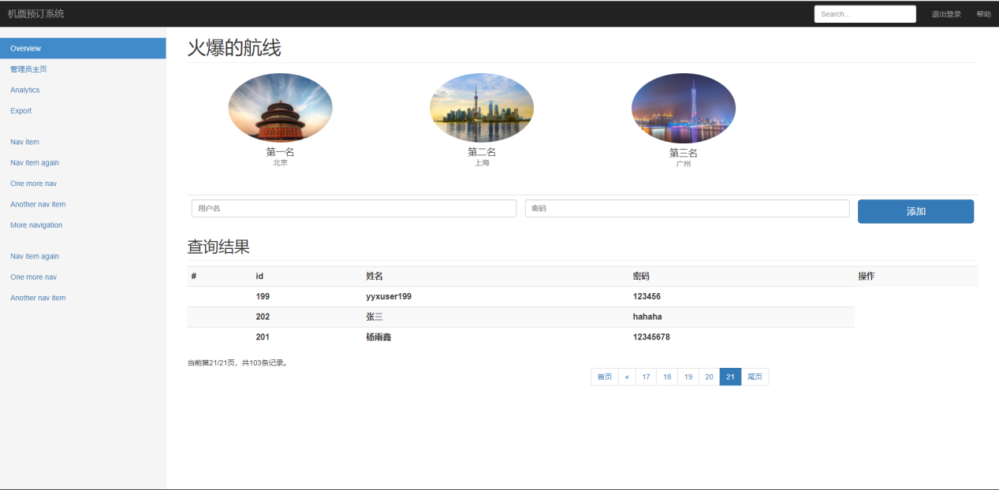 机票预订系统 Search... 退出登录 帮助
Overview
管理员主页
Analytics
Export
Nav item
Nav item again
One more nav
Another nav item
More navigation
Nav item again
One more nav
Another nav item
火爆的航线
第一名 第二名 第三名
北京 上海 广州
用户名 密码 添加
查询结果
# id 姓名 密码 操作
199 yyxuser199 123456
202 张三 hahaha
201 杨雨鑫 12345678
当前第21/21页，共103条记录。
首页 « 17 18 19 20 21 尾页